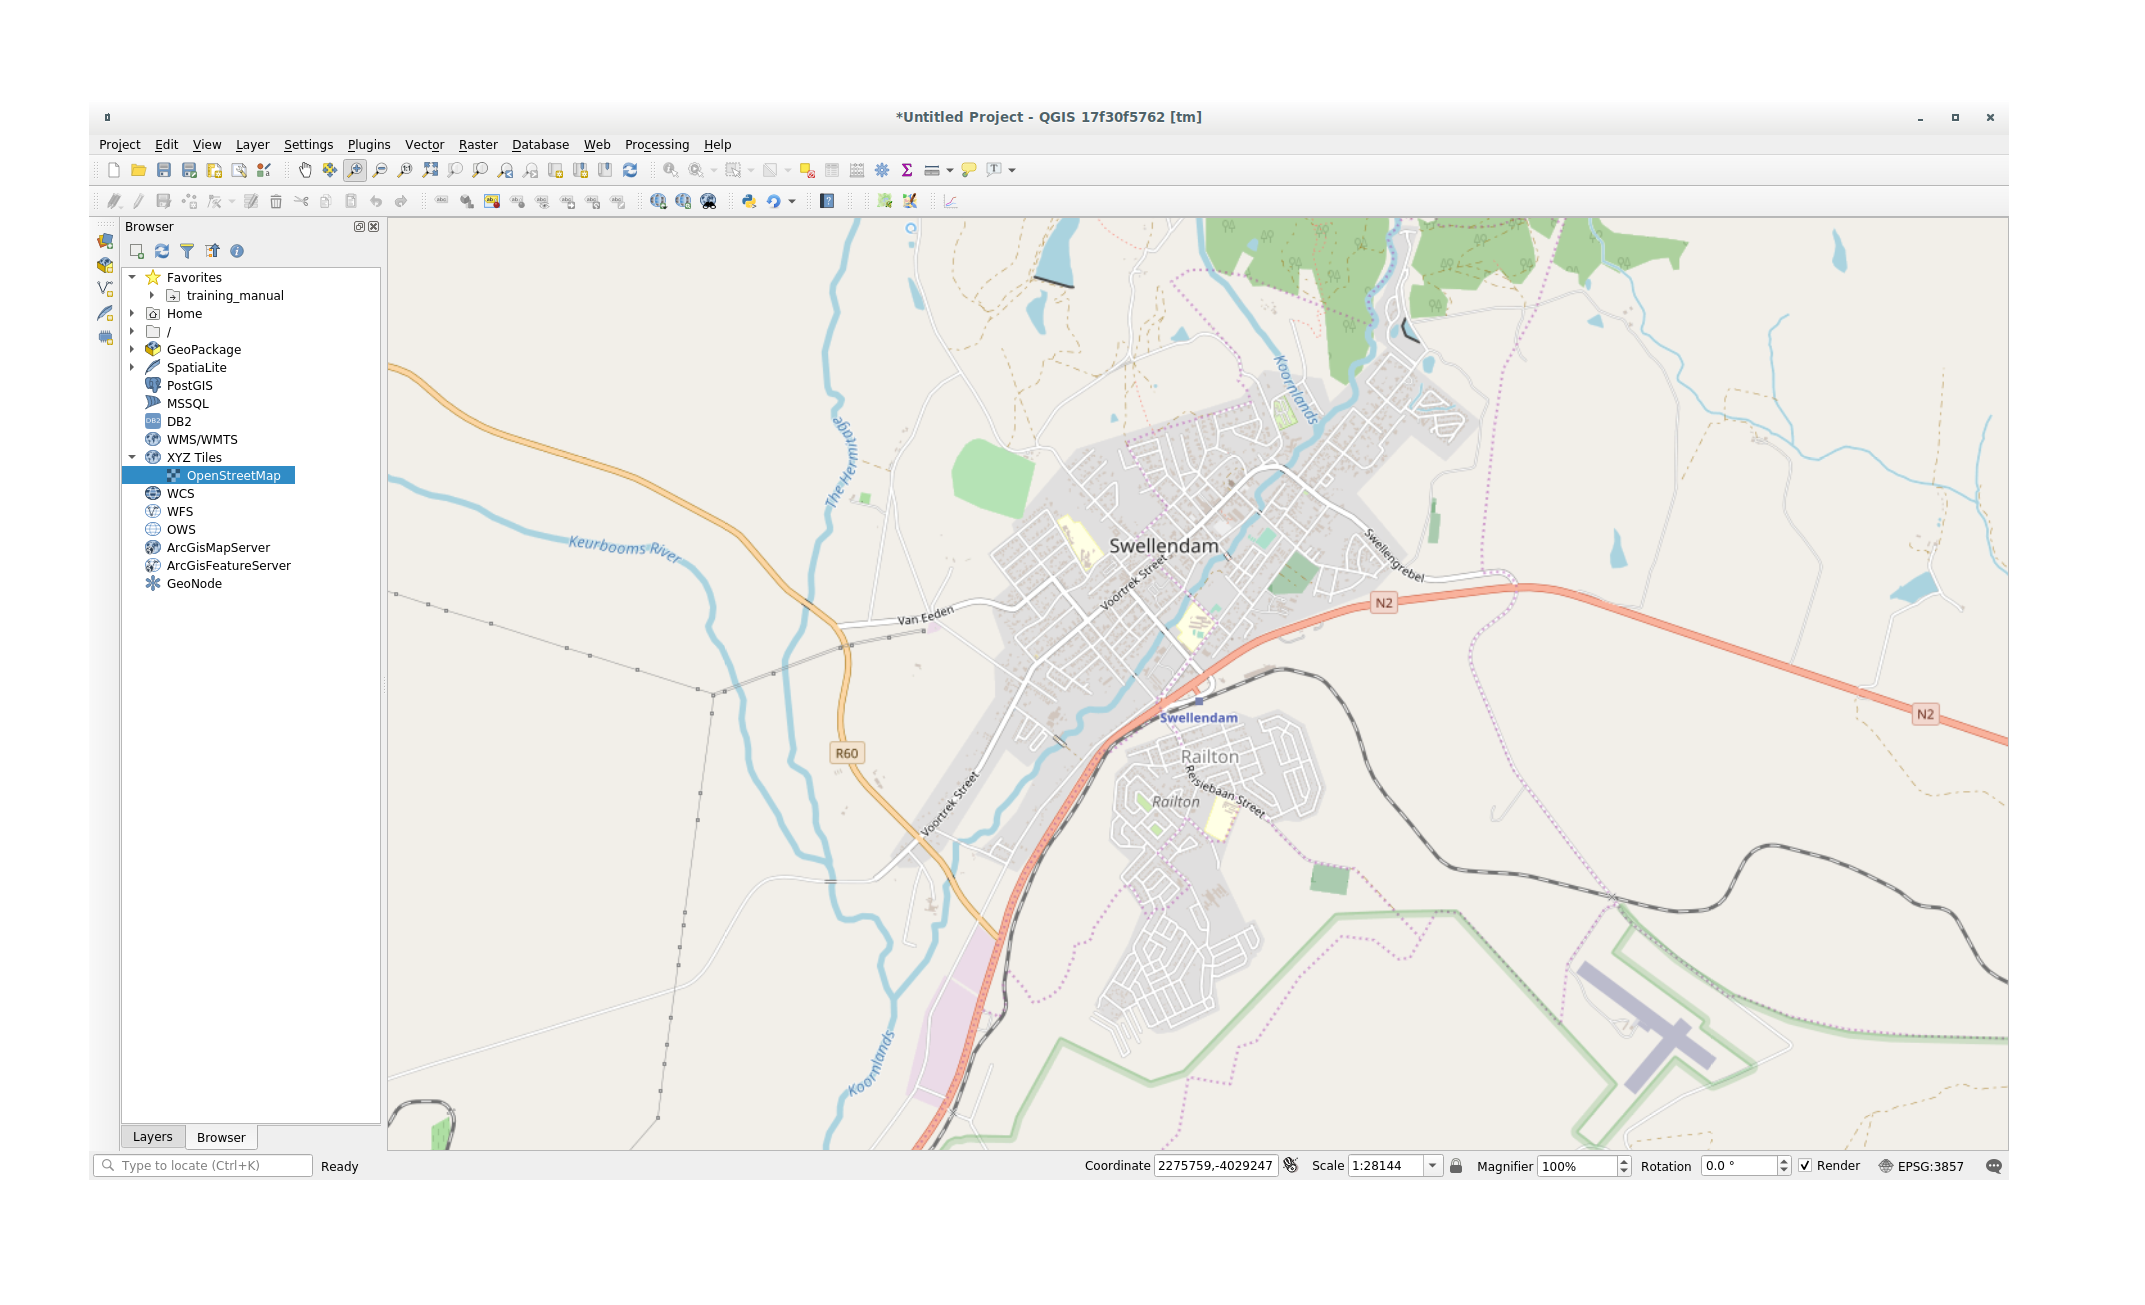 *Untitled Project - QGIS 17f30f5762 [tm]
Project Edit View Layer Settings Plugins Vector Raster Database Web Processing Help
Browser
Favorites
training_manual
Home
/
GeoPackage
SpatiaLite
PostGIS
MSSQL
DB2
WMS/WMTS
XYZ Tiles
OpenStreetMap
WCS
WFS
OWS
ArcGisMapServer
ArcGisFeatureServer
GeoNode
Koornlands
The Hermitage
Keurbooms River
Swellendam
Swellengrebel
Voortrek Street
Van Eeden
N2
N2
Swellendam
R60
Railton
Reisiebaan Street
Railton
Voortrek Street
Koornlands
Layers Browser
Type to locate (Ctrl+K) Ready Coordinate 2275759,-4029247 Scale 1:28144 Magnifier 100% Rotation 0.0 ° Render EPSG:3857